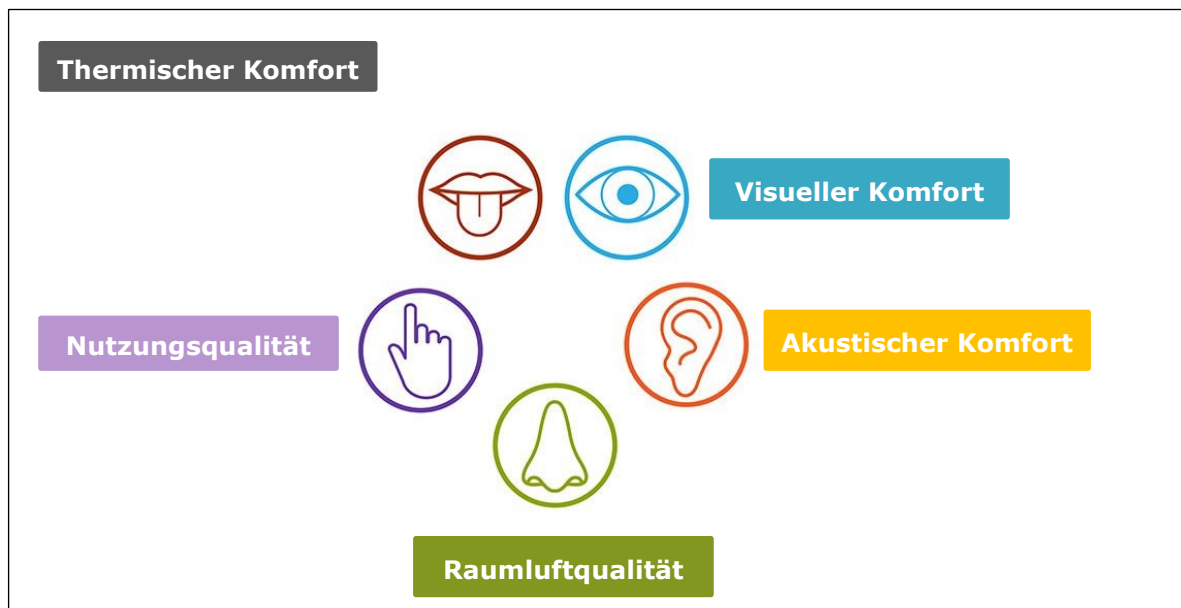 Thermischer Komfort
Visueller Komfort
Nutzungsqualität
Akustischer Komfort
Raumluftqualität